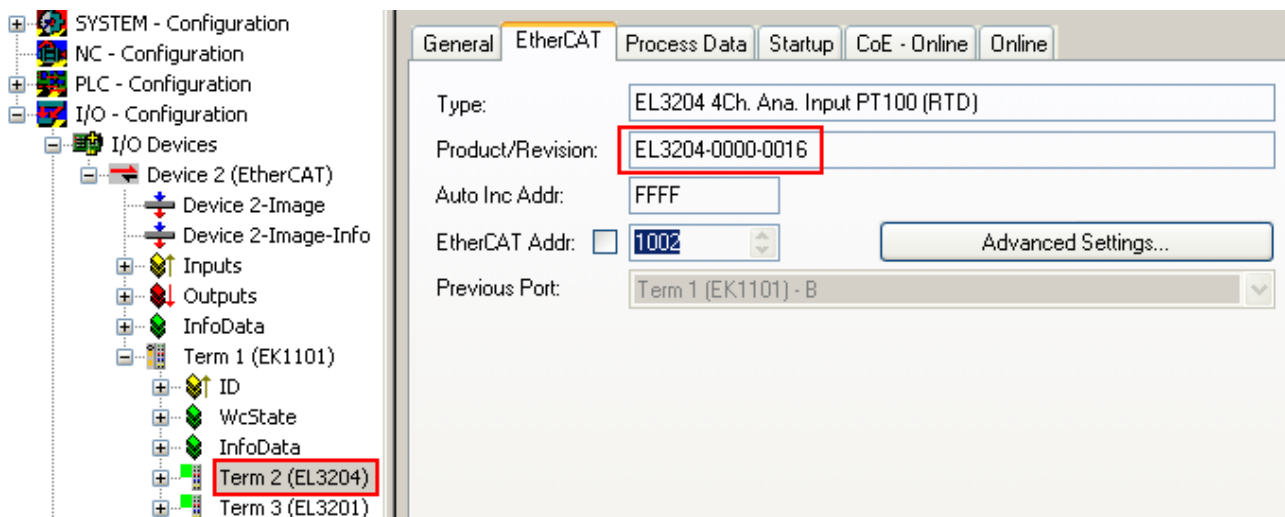 SYSTEM - Configuration
NC - Configuration
PLC - Configuration
I/O - Configuration
I/O Devices
Device 2 (EtherCAT)
Device 2-Image
Device 2-Image-Info
Inputs
Outputs
InfoData
Term 1 (EK1101)
ID
WcState
InfoData
Term 2 (EL3204)
Term 3 (EL3201)
General EtherCAT Process Data Startup CoE - Online Online
Type: EL3204 4Ch. Ana. Input PT100 (RTD)
Product/Revision: EL3204-0000-0016
Auto Inc Addr: FFFF
EtherCAT Addr: 1002 Advanced Settings...
Previous Port: Term 1 (EK1101) - B